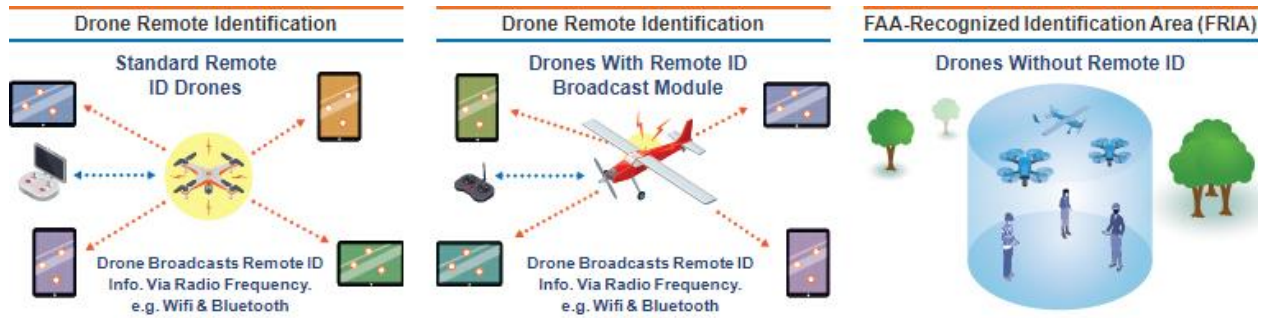 Drone Remote Identification
Standard Remote
ID Drones
Drone Broadcasts Remote ID
Info. Via Radio Frequency.
e.g. Wifi & Bluetooth
Drone Remote Identification
Drones With Remote ID
Broadcast Module
Drone Broadcasts Remote ID
Info. Via Radio Frequency.
e.g. Wifi & Bluetooth
FAA-Recognized Identification Area (FRIA)
Drones Without Remote ID